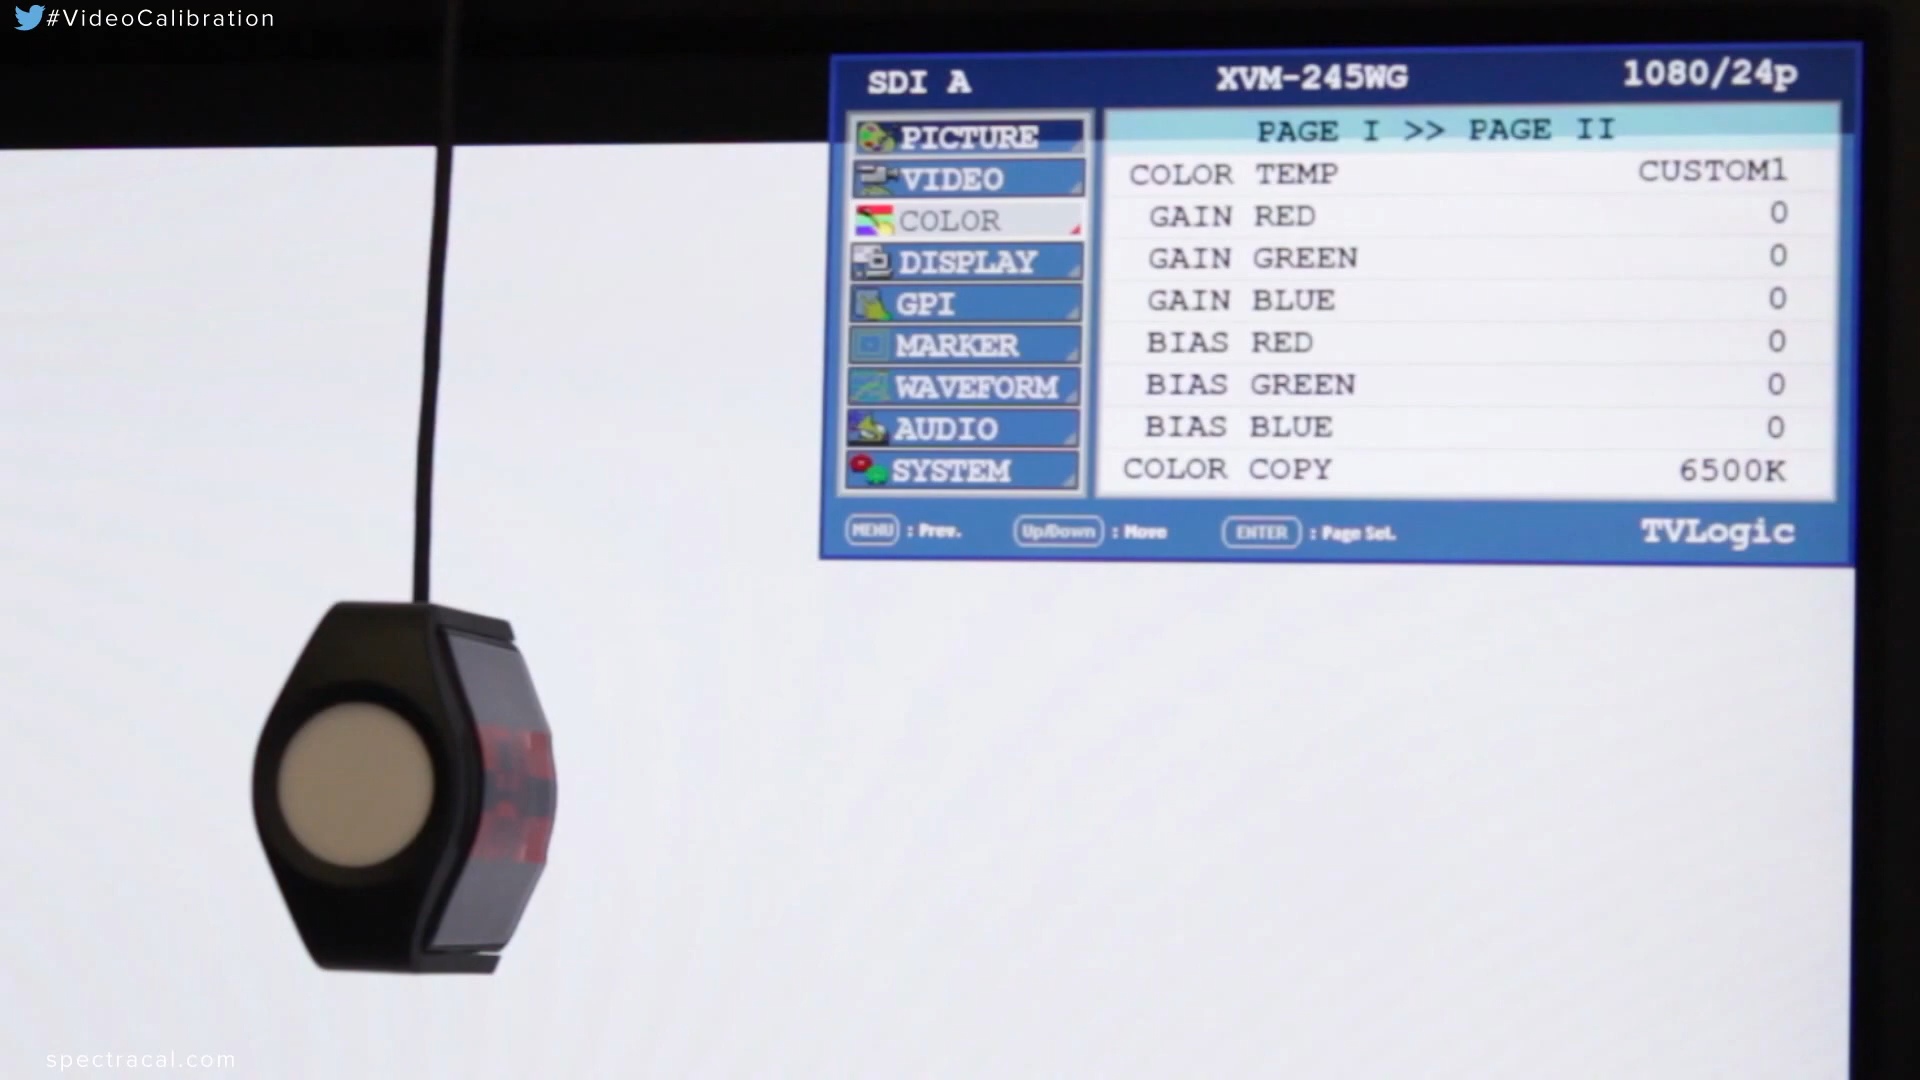 #VideoCalibration
SDI A XVM-245WG 1080/24p
PICTURE
VIDEO
COLOR
DISPLAY
GPI
MARKER
WAVEFORM
AUDIO
SYSTEM
PAGE I >> PAGE II
COLOR TEMP CUSTOM1
GAIN RED 0
GAIN GREEN 0
GAIN BLUE 0
BIAS RED 0
BIAS GREEN 0
BIAS BLUE 0
COLOR COPY 6500K
MENU : Prev. Up/Down : Move ENTER : Page Sel. TVLogic
spectracal.com